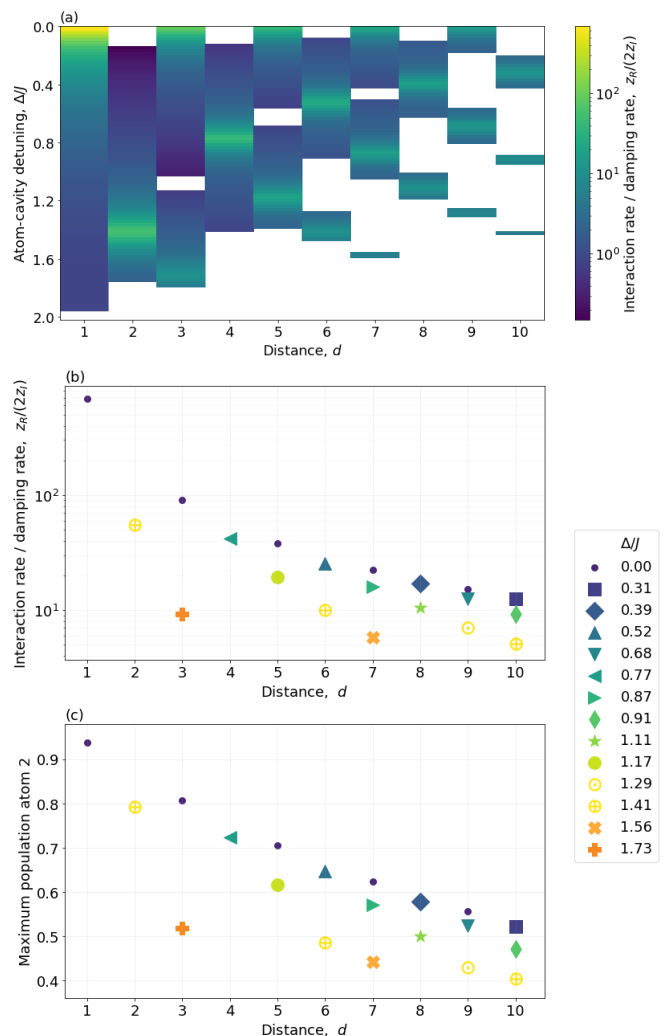 (a)
0.0
0.4
0.8
1.2
1.6
2.0
Atom-cavity detuning, Δ/J
1 2 3 4 5 6 7 8 9 10
Distance, d
10²
10¹
10⁰
Interaction rate / damping rate, z_R/(2z_I)
(b)
10²
10¹
Interaction rate / damping rate, z_R/(2z_I)
1 2 3 4 5 6 7 8 9 10
Distance, d
(c)
0.9
0.8
0.7
0.6
0.5
0.4
Maximum population atom 2
1 2 3 4 5 6 7 8 9 10
Distance, d
Δ/J
0.00
0.31
0.39
0.52
0.68
0.77
0.87
0.91
1.11
1.17
1.29
1.41
1.56
1.73